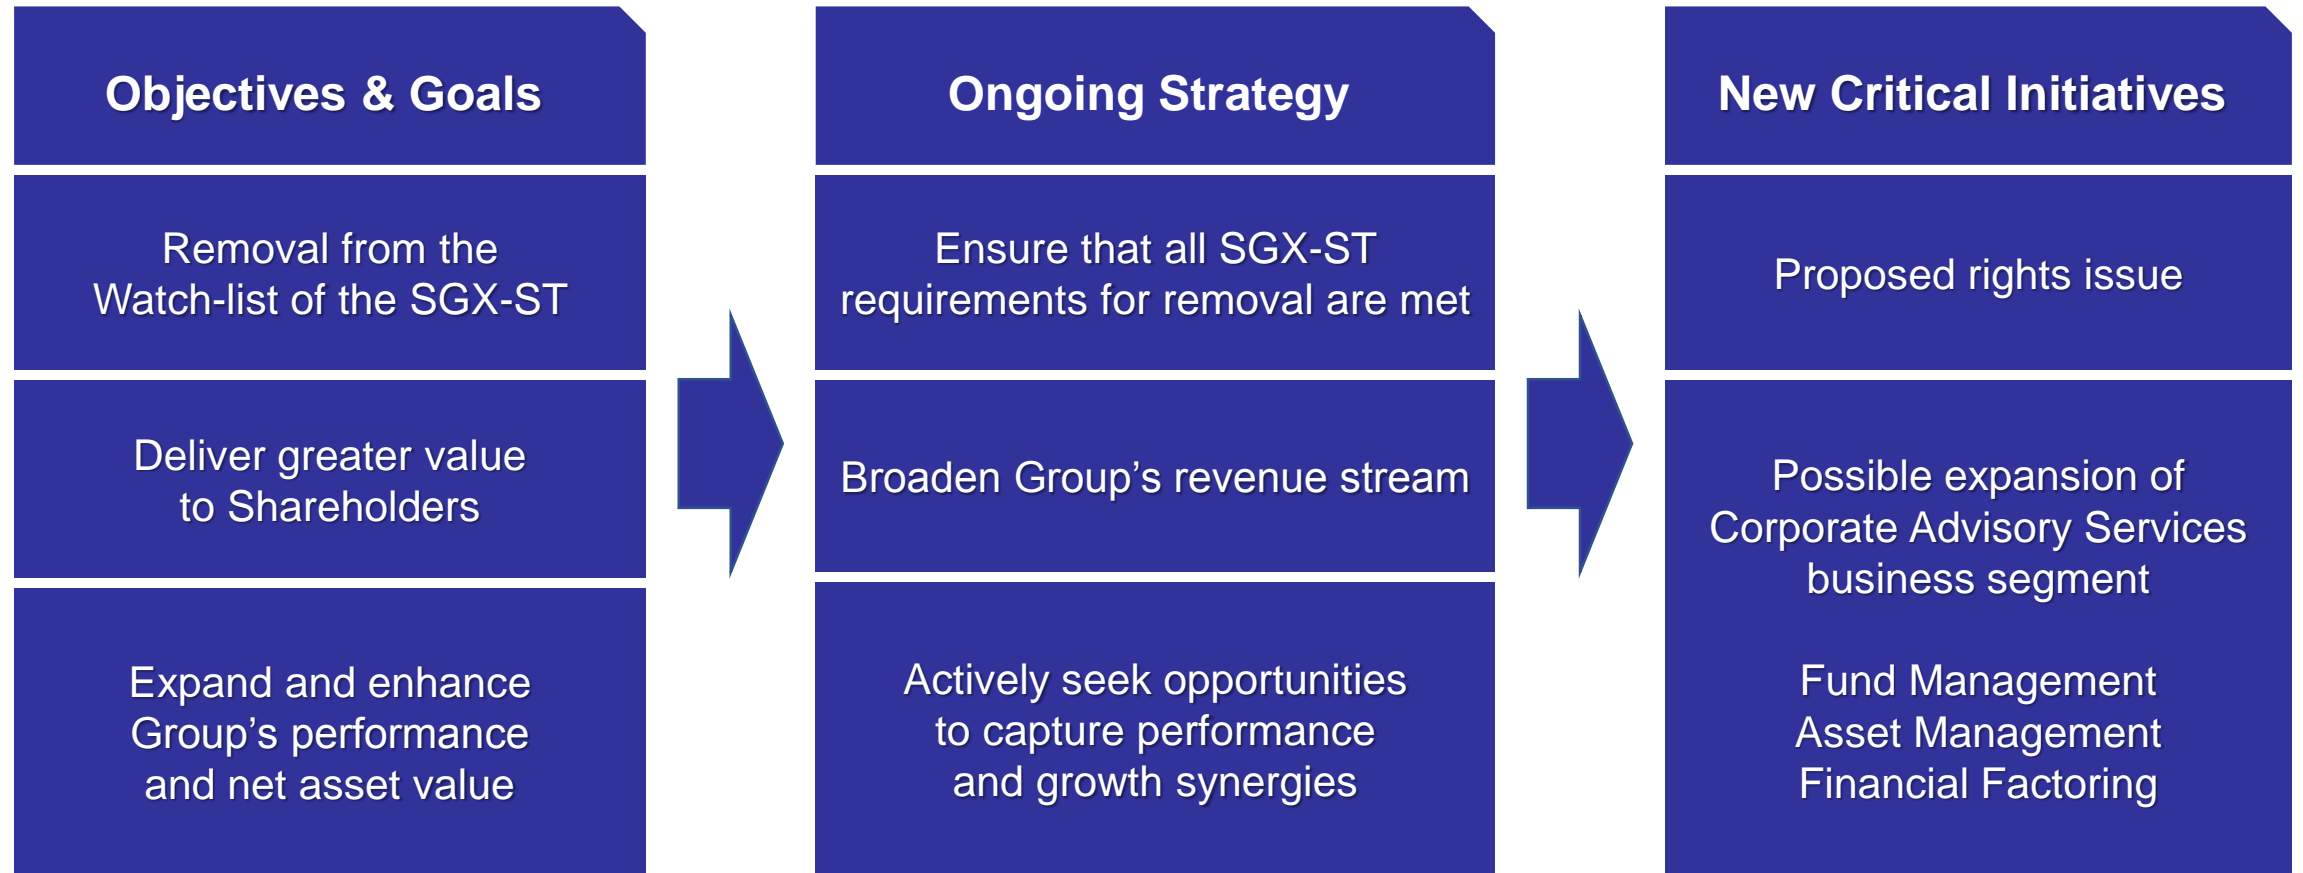 Objectives & Goals
Removal from the
Watch-list of the SGX-ST
Deliver greater value
to Shareholders
Expand and enhance
Group’s performance
and net asset value
Ongoing Strategy
Ensure that all SGX-ST
requirements for removal are met
Broaden Group’s revenue stream
Actively seek opportunities
to capture performance
and growth synergies
New Critical Initiatives
Proposed rights issue
Possible expansion of
Corporate Advisory Services
business segment
Fund Management
Asset Management
Financial Factoring